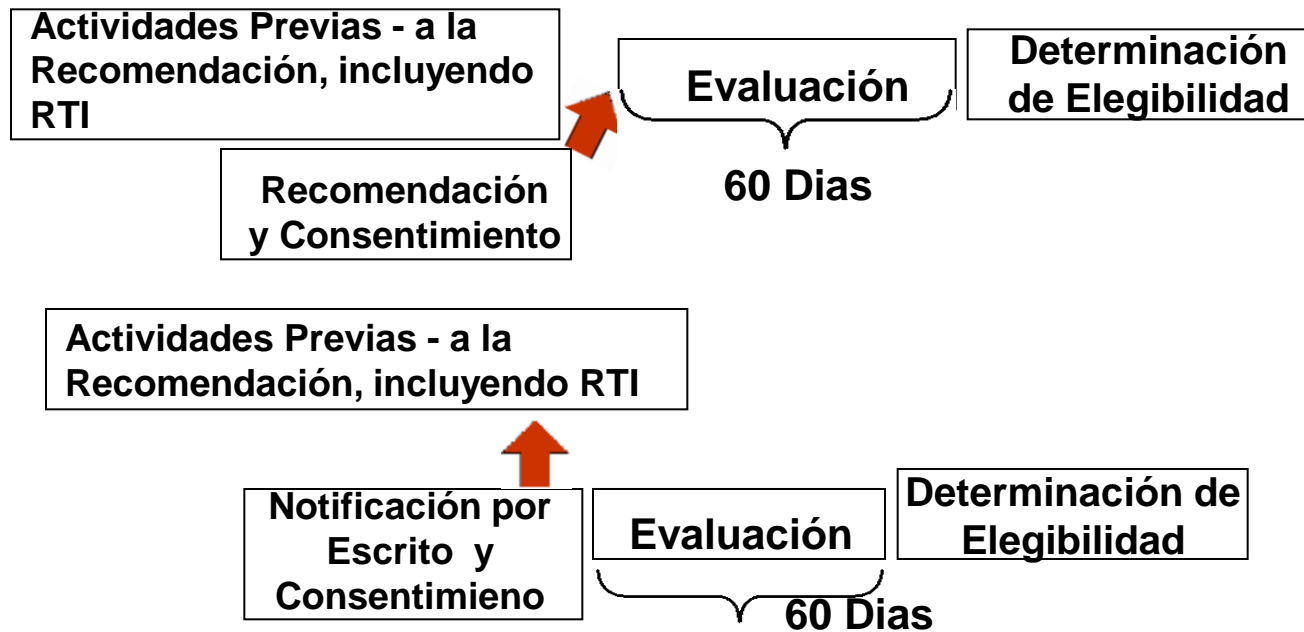 Actividades Previas - a la
Recomendación, incluyendo
RTI
Recomendación
y Consentimiento
Evaluación
60 Dias
Determinación
de Elegibilidad
Actividades Previas - a la
Recomendación, incluyendo RTI
Notificación por
Escrito y
Consentimieno
Evaluación
60 Dias
Determinación de
Elegibilidad